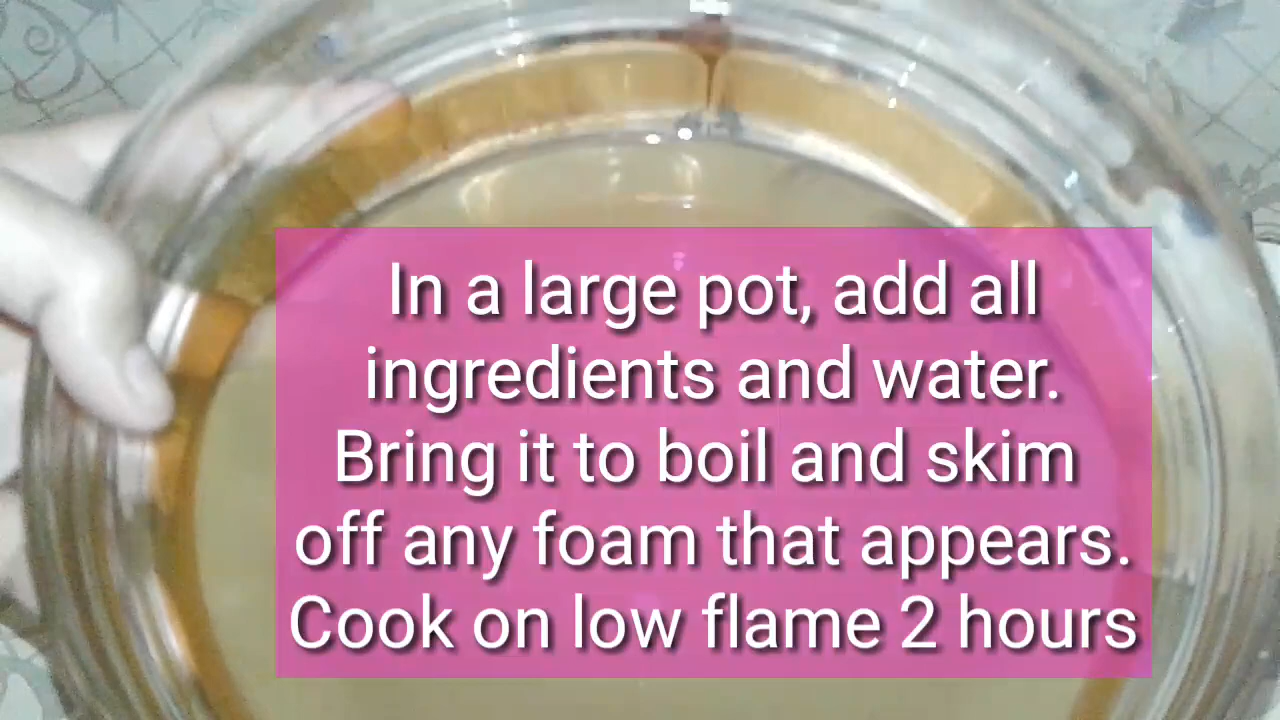 In a large pot, add all
ingredients and water.
Bring it to boil and skim
off any foam that appears.
Cook on low flame 2 hours